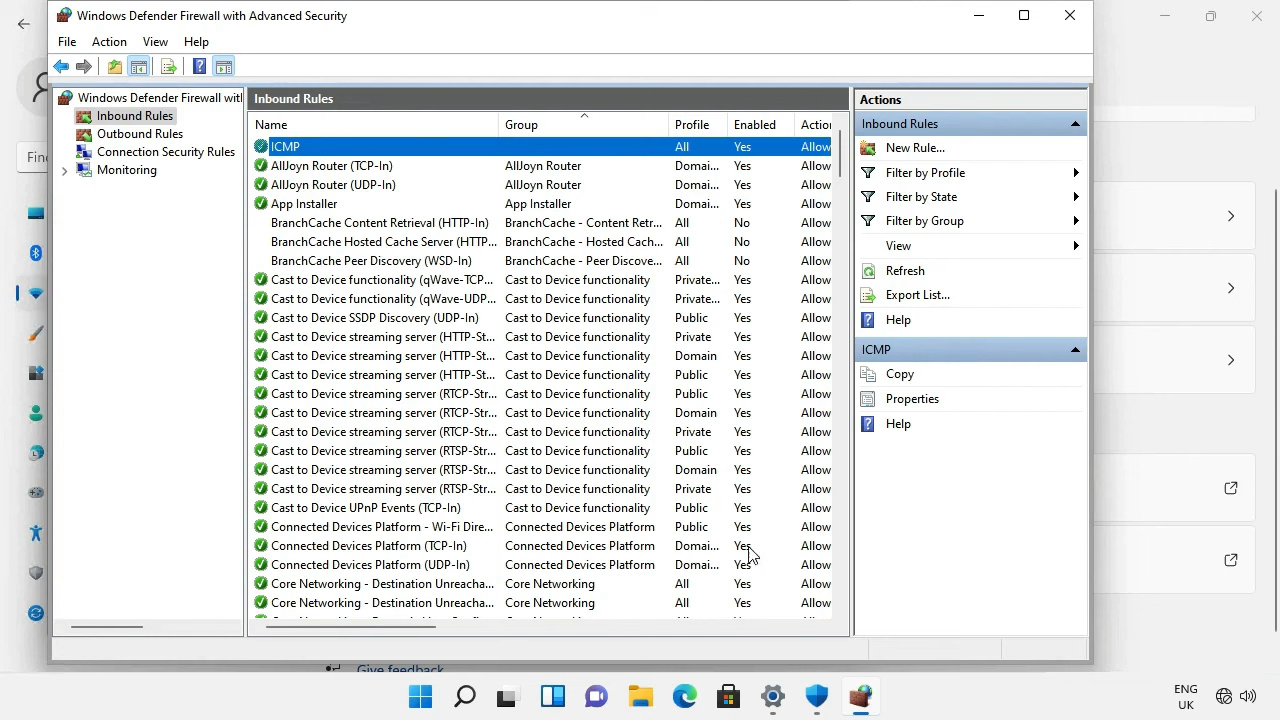 Windows Defender Firewall with Advanced Security
File Action View Help
Windows Defender Firewall with
Inbound Rules
Outbound Rules
Connection Security Rules
Monitoring
Inbound Rules
Name Group Profile Enabled Action
ICMP All Yes Allow
AllJoyn Router (TCP-In) AllJoyn Router Domai... Yes Allow
AllJoyn Router (UDP-In) AllJoyn Router Domai... Yes Allow
App Installer App Installer Domai... Yes Allow
BranchCache Content Retrieval (HTTP-In) BranchCache - Content Retr... All No Allow
BranchCache Hosted Cache Server (HTTP... BranchCache - Hosted Cach... All No Allow
BranchCache Peer Discovery (WSD-In) BranchCache - Peer Discove... All No Allow
Cast to Device functionality (qWave-TCP... Cast to Device functionality Private... Yes Allow
Cast to Device functionality (qWave-UDP... Cast to Device functionality Private... Yes Allow
Cast to Device SSDP Discovery (UDP-In) Cast to Device functionality Public Yes Allow
Cast to Device streaming server (HTTP-St... Cast to Device functionality Private Yes Allow
Cast to Device streaming server (HTTP-St... Cast to Device functionality Domain Yes Allow
Cast to Device streaming server (HTTP-St... Cast to Device functionality Public Yes Allow
Cast to Device streaming server (RTCP-Str... Cast to Device functionality Public Yes Allow
Cast to Device streaming server (RTCP-Str... Cast to Device functionality Domain Yes Allow
Cast to Device streaming server (RTCP-Str... Cast to Device functionality Private Yes Allow
Cast to Device streaming server (RTSP-Str... Cast to Device functionality Public Yes Allow
Cast to Device streaming server (RTSP-Str... Cast to Device functionality Domain Yes Allow
Cast to Device streaming server (RTSP-Str... Cast to Device functionality Private Yes Allow
Cast to Device UPnP Events (TCP-In) Cast to Device functionality Public Yes Allow
Connected Devices Platform - Wi-Fi Dire... Connected Devices Platform Public Yes Allow
Connected Devices Platform (TCP-In) Connected Devices Platform Domai... Yes Allow
Connected Devices Platform (UDP-In) Connected Devices Platform Domai... Yes Allow
Core Networking - Destination Unreacha... Core Networking All Yes Allow
Core Networking - Destination Unreacha... Core Networking All Yes Allow
Actions
Inbound Rules
New Rule...
Filter by Profile
Filter by State
Filter by Group
View
Refresh
Export List...
Help
ICMP
Copy
Properties
Help
Find
Give feedback
ENG
UK